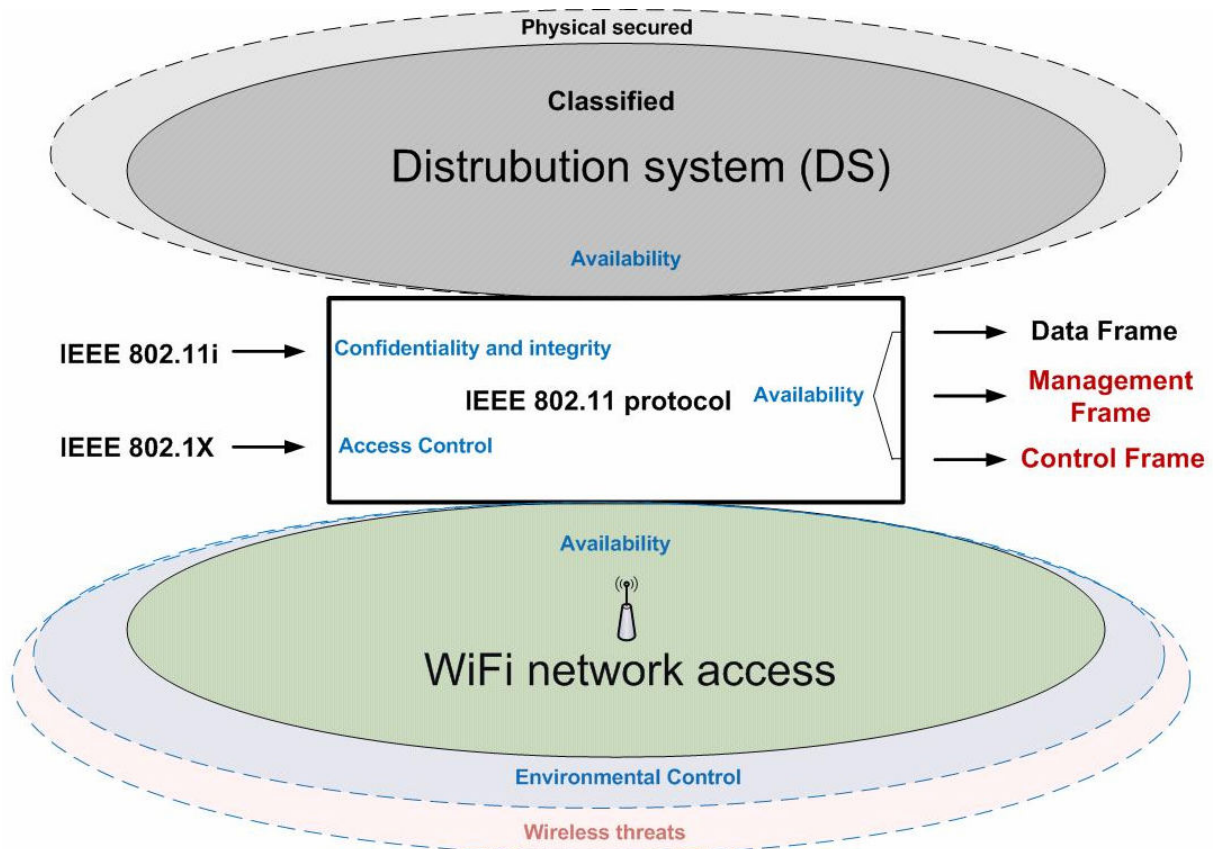 Physical secured
Classified
Distrubution system (DS)
Availability
IEEE 802.11i
Confidentiality and integrity
IEEE 802.11 protocol
Availability
IEEE 802.1X
Access Control
Data Frame
Management
Frame
Control Frame
Availability
WiFi network access
Environmental Control
Wireless threats